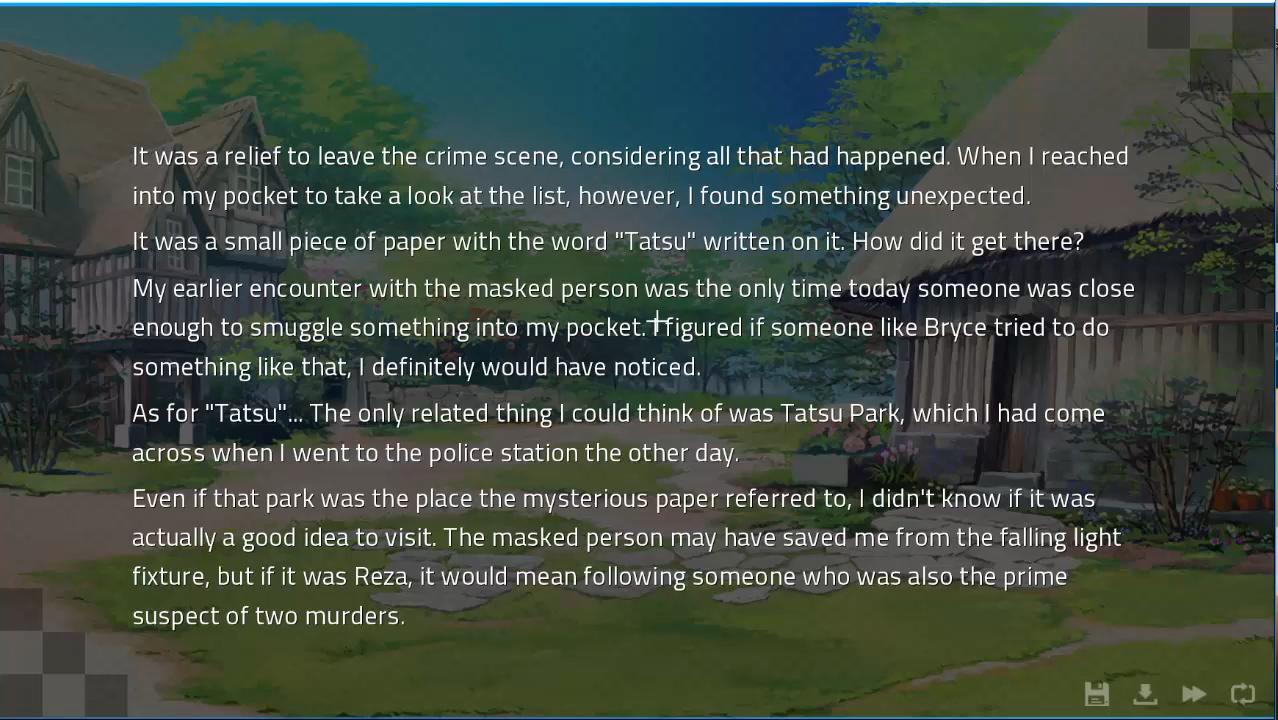 It was a relief to leave the crime scene, considering all that had happened. When I reached
into my pocket to take a look at the list, however, I found something unexpected.
It was a small piece of paper with the word "Tatsu" written on it. How did it get there?
My earlier encounter with the masked person was the only time today someone was close
enough to smuggle something into my pocket. I figured if someone like Bryce tried to do
something like that, I definitely would have noticed.
As for "Tatsu"... The only related thing I could think of was Tatsu Park, which I had come
across when I went to the police station the other day.
Even if that park was the place the mysterious paper referred to, I didn't know if it was
actually a good idea to visit. The masked person may have saved me from the falling light
fixture, but if it was Reza, it would mean following someone who was also the prime
suspect of two murders.